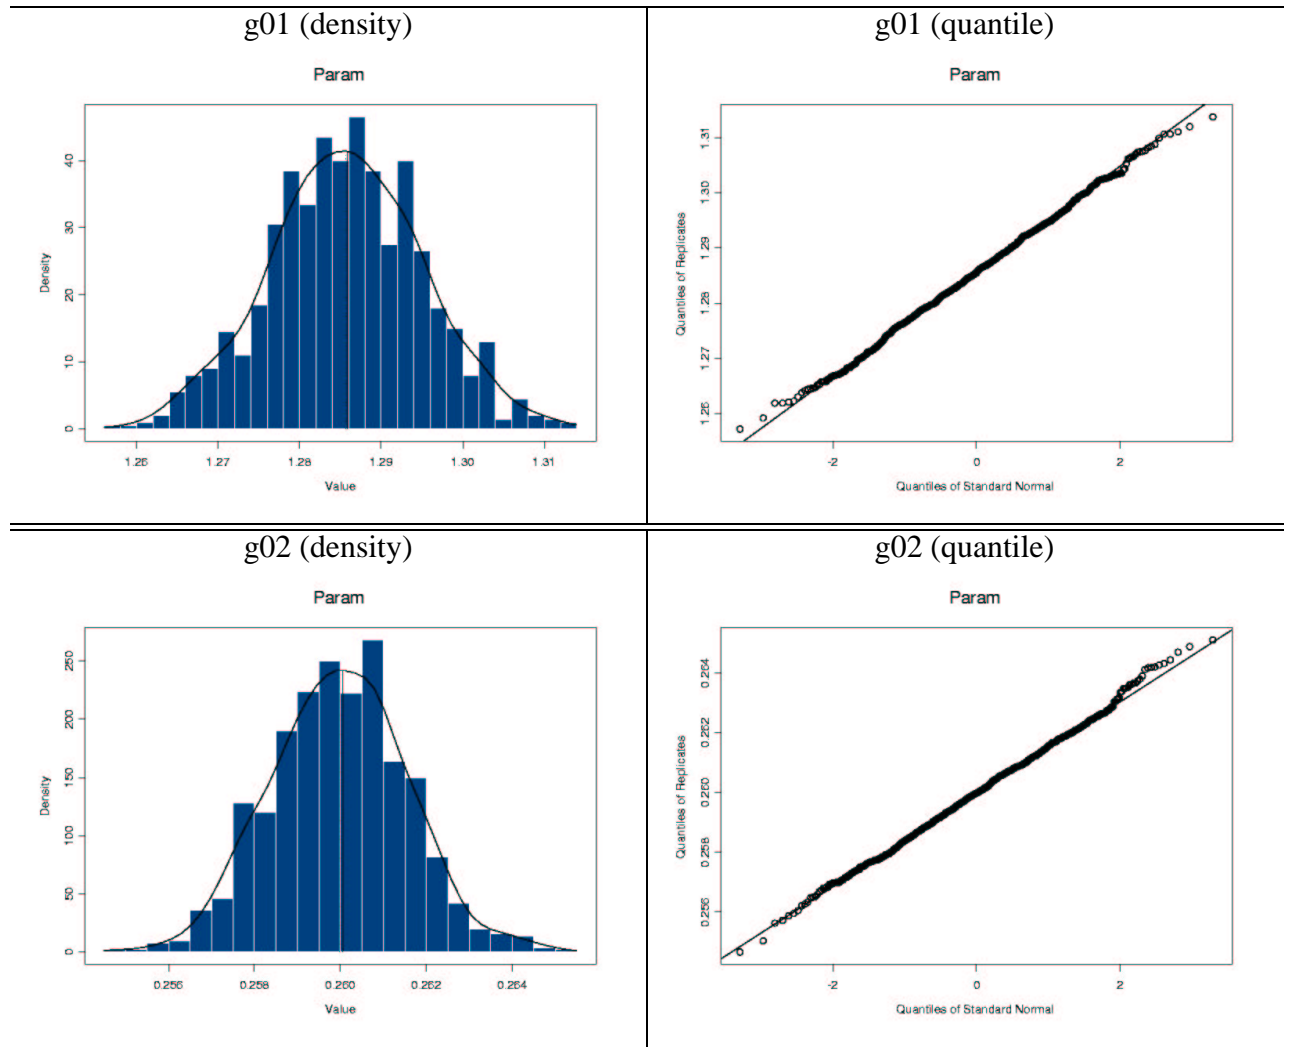 g01 (density)
Param
40
30
20
10
0
Density
1.26
1.27
1.28
1.29
1.30
1.31
Value
g01 (quantile)
Param
1.31
1.30
1.29
1.28
1.27
1.26
Quantiles of Replicates
-2
0
2
Quantiles of Standard Normal
g02 (density)
Param
250
200
150
100
50
0
Density
0.256
0.258
0.260
0.262
0.264
Value
g02 (quantile)
Param
0.264
0.262
0.260
0.258
0.256
Quantiles of Replicates
-2
0
2
Quantiles of Standard Normal